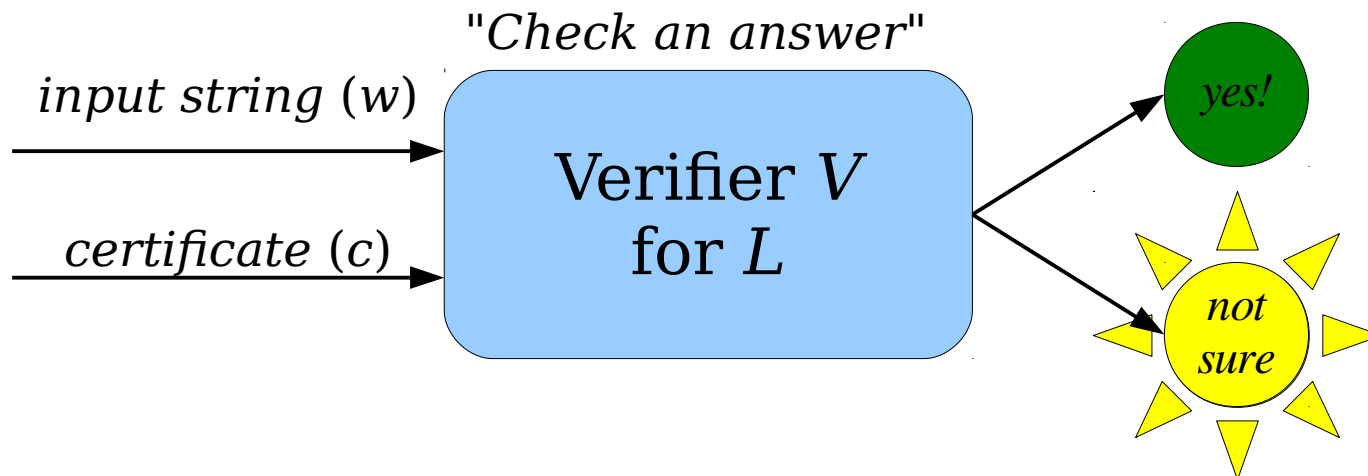 "Check an answer"
input string (w)
certificate (c)
Verifier V
for L
yes!
not
sure